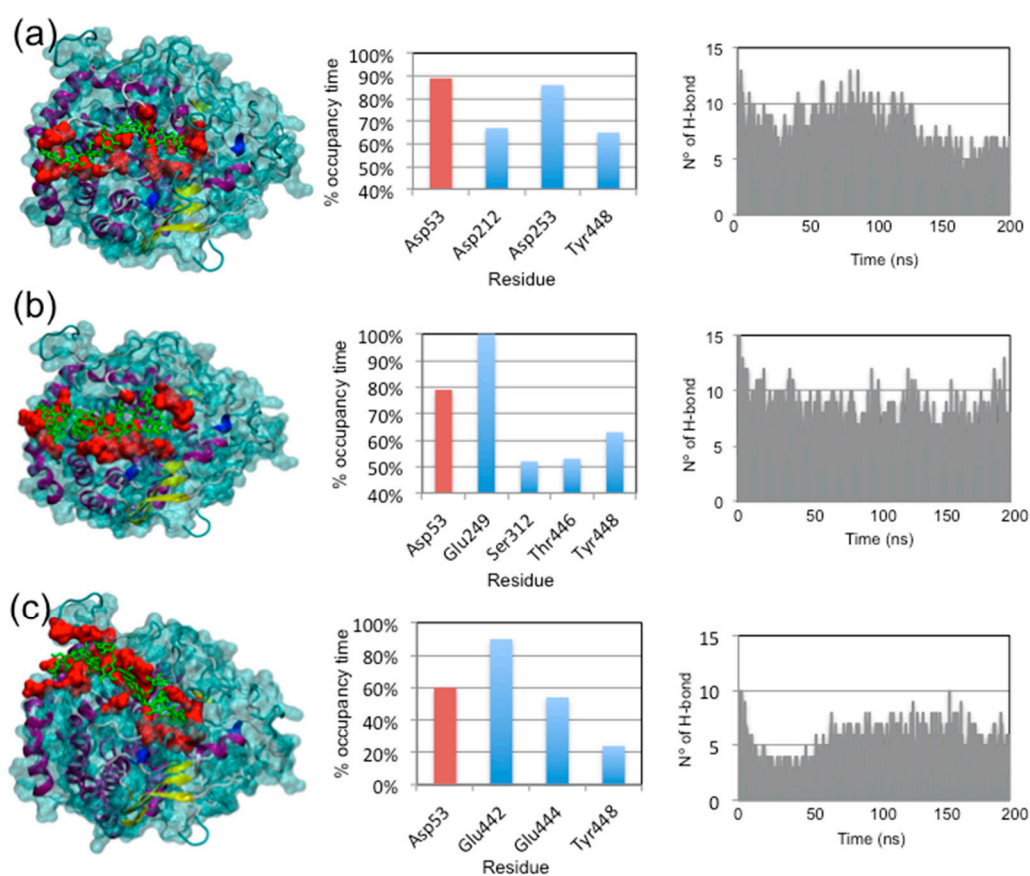 (a)
100%
90%
80%
70%
60%
50%
40%
% occupancy time
Asp53
Asp212
Asp253
Tyr448
Residue
15
10
5
0
N° of H-bond
0
50
100
150
200
Time (ns)
(b)
100%
90%
80%
70%
60%
50%
40%
% occupancy time
Asp53
Glu249
Ser312
Thr446
Tyr448
Residue
15
10
5
0
N° of H-bond
0
50
100
150
200
Time (ns)
(c)
100%
80%
60%
40%
20%
0%
% occupancy time
Asp53
Glu442
Glu444
Tyr448
Residue
15
10
5
0
N° of H-bond
0
50
100
150
200
Time (ns)